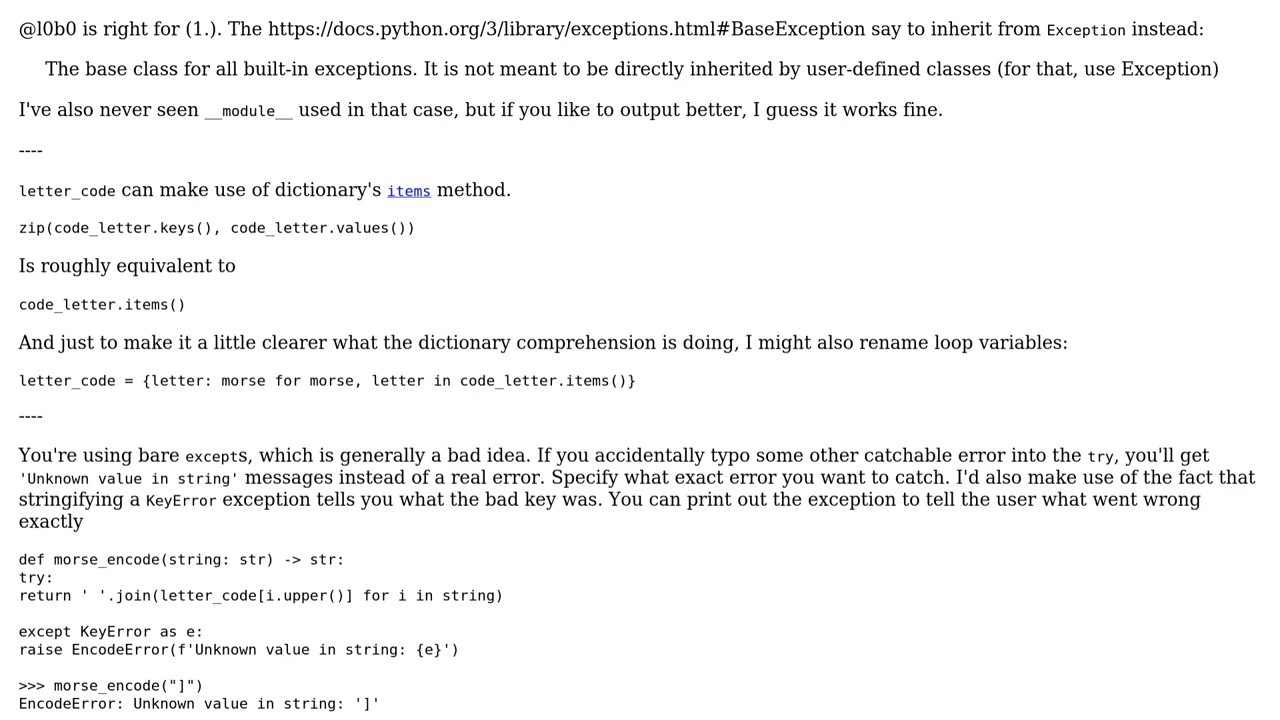 @l0b0 is right for (1.). The https://docs.python.org/3/library/exceptions.html#BaseException say to inherit from Exception instead:
The base class for all built-in exceptions. It is not meant to be directly inherited by user-defined classes (for that, use Exception)
I've also never seen __module__ used in that case, but if you like to output better, I guess it works fine.
----
letter_code can make use of dictionary's items method.
zip(code_letter.keys(), code_letter.values())
Is roughly equivalent to
code_letter.items()
And just to make it a little clearer what the dictionary comprehension is doing, I might also rename loop variables:
letter_code = {letter: morse for morse, letter in code_letter.items()}
----
You're using bare excepts, which is generally a bad idea. If you accidentally typo some other catchable error into the try, you'll get
'Unknown value in string' messages instead of a real error. Specify what exact error you want to catch. I'd also make use of the fact that
stringifying a KeyError exception tells you what the bad key was. You can print out the exception to tell the user what went wrong
exactly
def morse_encode(string: str) -> str:
try:
return ' '.join(letter_code[i.upper()] for i in string)
except KeyError as e:
raise EncodeError(f'Unknown value in string: {e}')
>>> morse_encode("]")
EncodeError: Unknown value in string: ']'